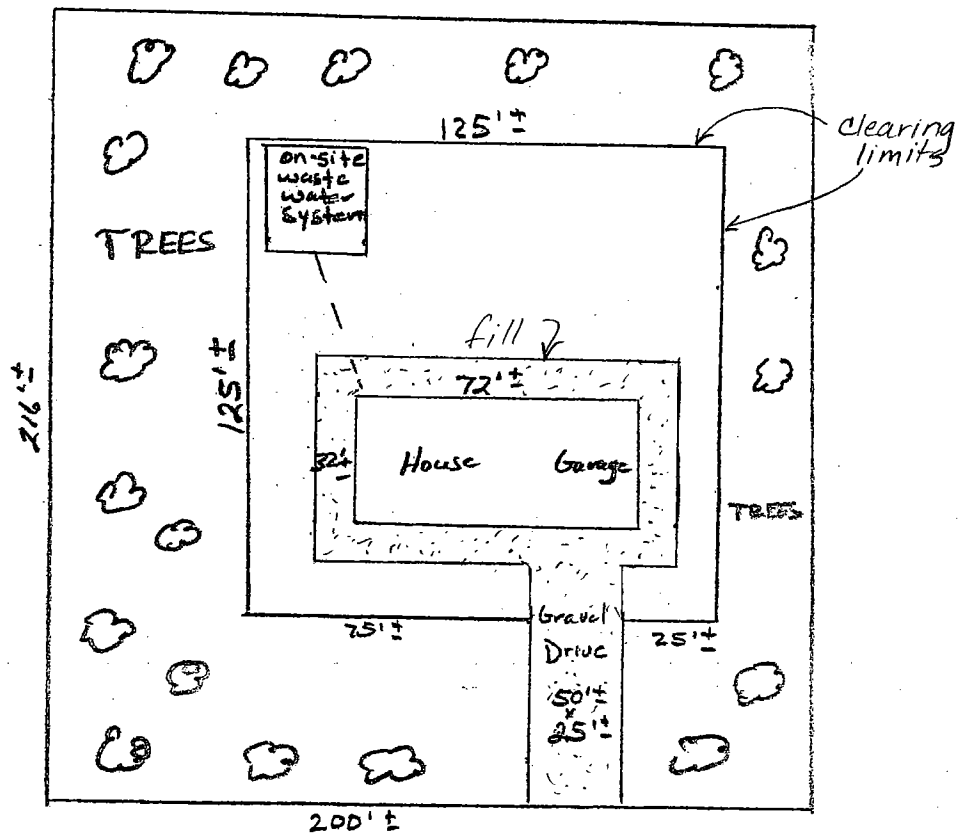 125'±
clearing
limits
on-site
waste
water
system
TREES
fill
216'±
125'±
72'±
32'±
House
Garage
TREES
75'±
Gravel
Drive
50'±
x
25'±
25'±
200'±